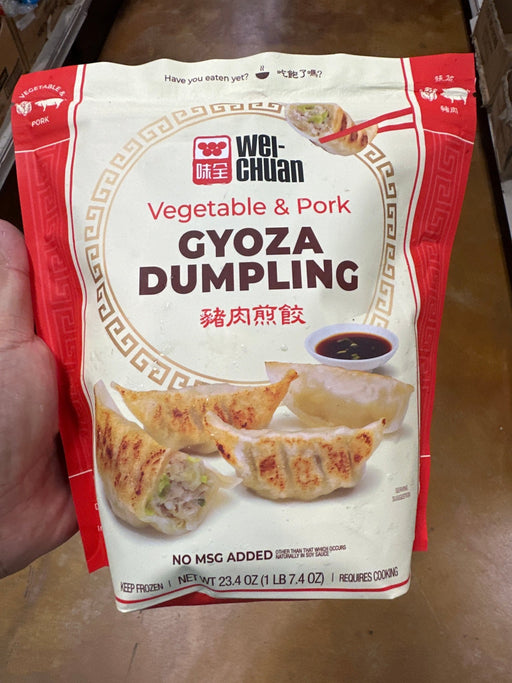 Have you eaten yet? 吃飽了嗎?
VEGETABLE &
PORK
蔬菜
豬肉
味全
WEI-
CHUAN
Vegetable & Pork
GYOZA
DUMPLING
豬肉煎餃
SERVING
SUGGESTION
NO MSG ADDED OTHER THAN THAT WHICH OCCURS
NATURALLY IN SOY SAUCE
KEEP FROZEN | NET WT 23.4 OZ (1 LB 7.4 OZ) | REQUIRES COOKING